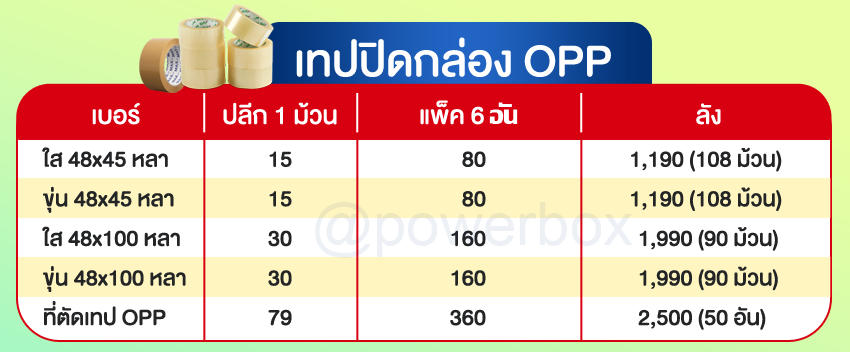 เทปปิดกล่อง OPP
เบอร์ ปลีก 1 ม้วน แพ็ค 6 อัน ลัง
ใส 48x45 หลา 15 80 1,190 (108 ม้วน)
ขุ่น 48x45 หลา 15 80 1,190 (108 ม้วน)
@powerbox
ใส 48x100 หลา 30 160 1,990 (90 ม้วน)
ขุ่น 48x100 หลา 30 160 1,990 (90 ม้วน)
ที่ตัดเทป OPP 79 360 2,500 (50 อัน)